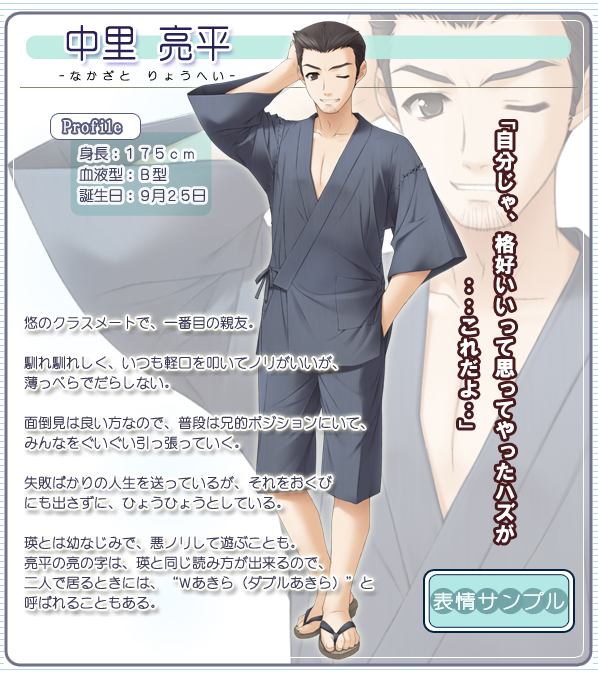 中里 亮平
-なかざと りょうへい-
Profile
身長：１７５ｃｍ
血液型：Ｂ型
誕生日：９月２５日
「自分じゃ、格好いいって思ってやったハズが
：：：これだよ：：」
悠のクラスメートで、一番目の親友。
馴れ馴れしく、いつも軽口を叩いてノリがいいが、
薄っぺらでだらしない。
面倒見は良い方なので、普段は兄的ポジションにいて、
みんなをぐいぐい引っ張っていく。
失敗ばかりの人生を送っているが、それをおくび
にも出さずに、ひょうひょうとしている。
瑛とは幼なじみで、悪ノリして遊ぶことも。
亮平の亮の字は、瑛と同じ読み方が出来るので、
二人で居るときには、“Ｗあきら（ダブルあきら）”と
呼ばれることもある。
表情サンプル